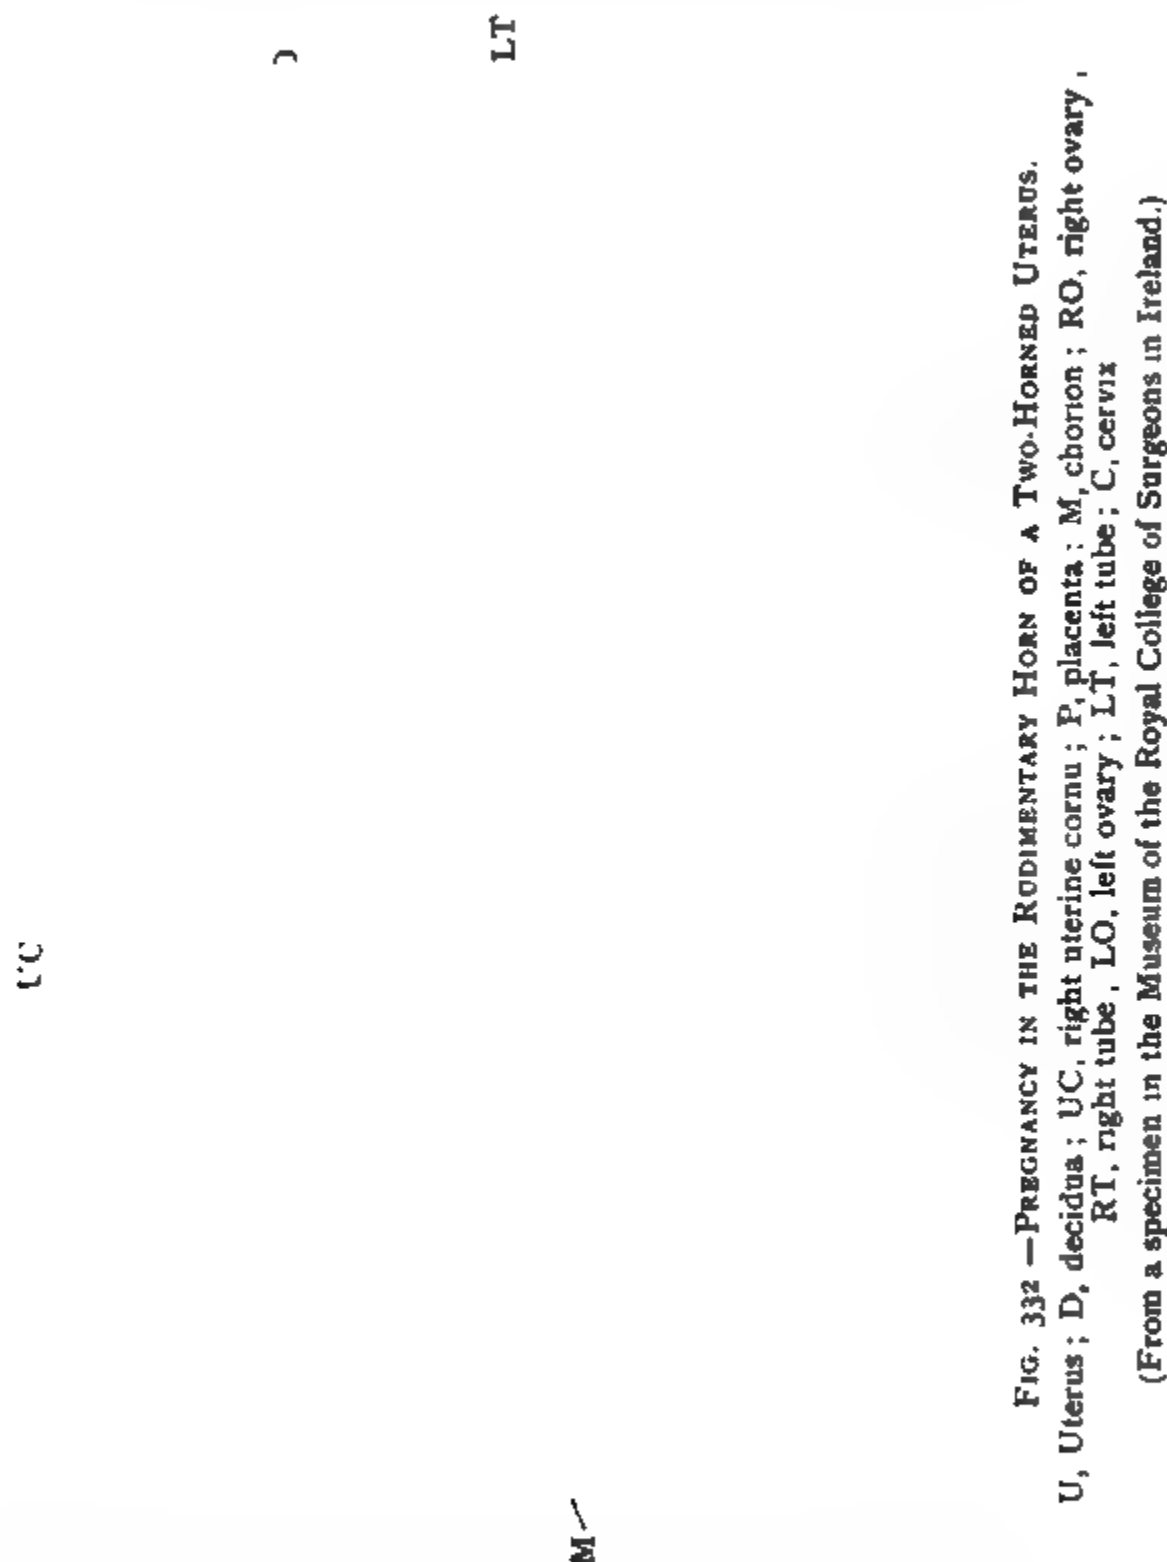 UC
LT
M
FIG. 332 —PREGNANCY IN THE RUDIMENTARY HORN OF A TWO-HORNED UTERUS.
U, Uterus; D, decidua; UC, right uterine cornu; P, placenta; M, chorion; RO, right ovary,
RT, right tube, LO, left ovary; LT, left tube; C, cervix
(From a specimen in the Museum of the Royal College of Surgeons in Ireland.)